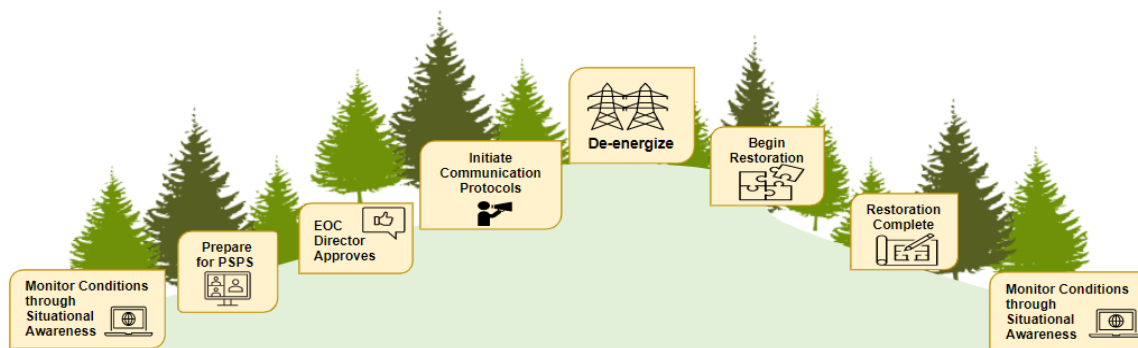 Monitor Conditions
through
Situational
Awareness
Prepare
for PSPS
EOC
Director
Approves
Initiate
Communication
Protocols
De-energize
Begin
Restoration
Restoration
Complete
Monitor Conditions
through
Situational
Awareness